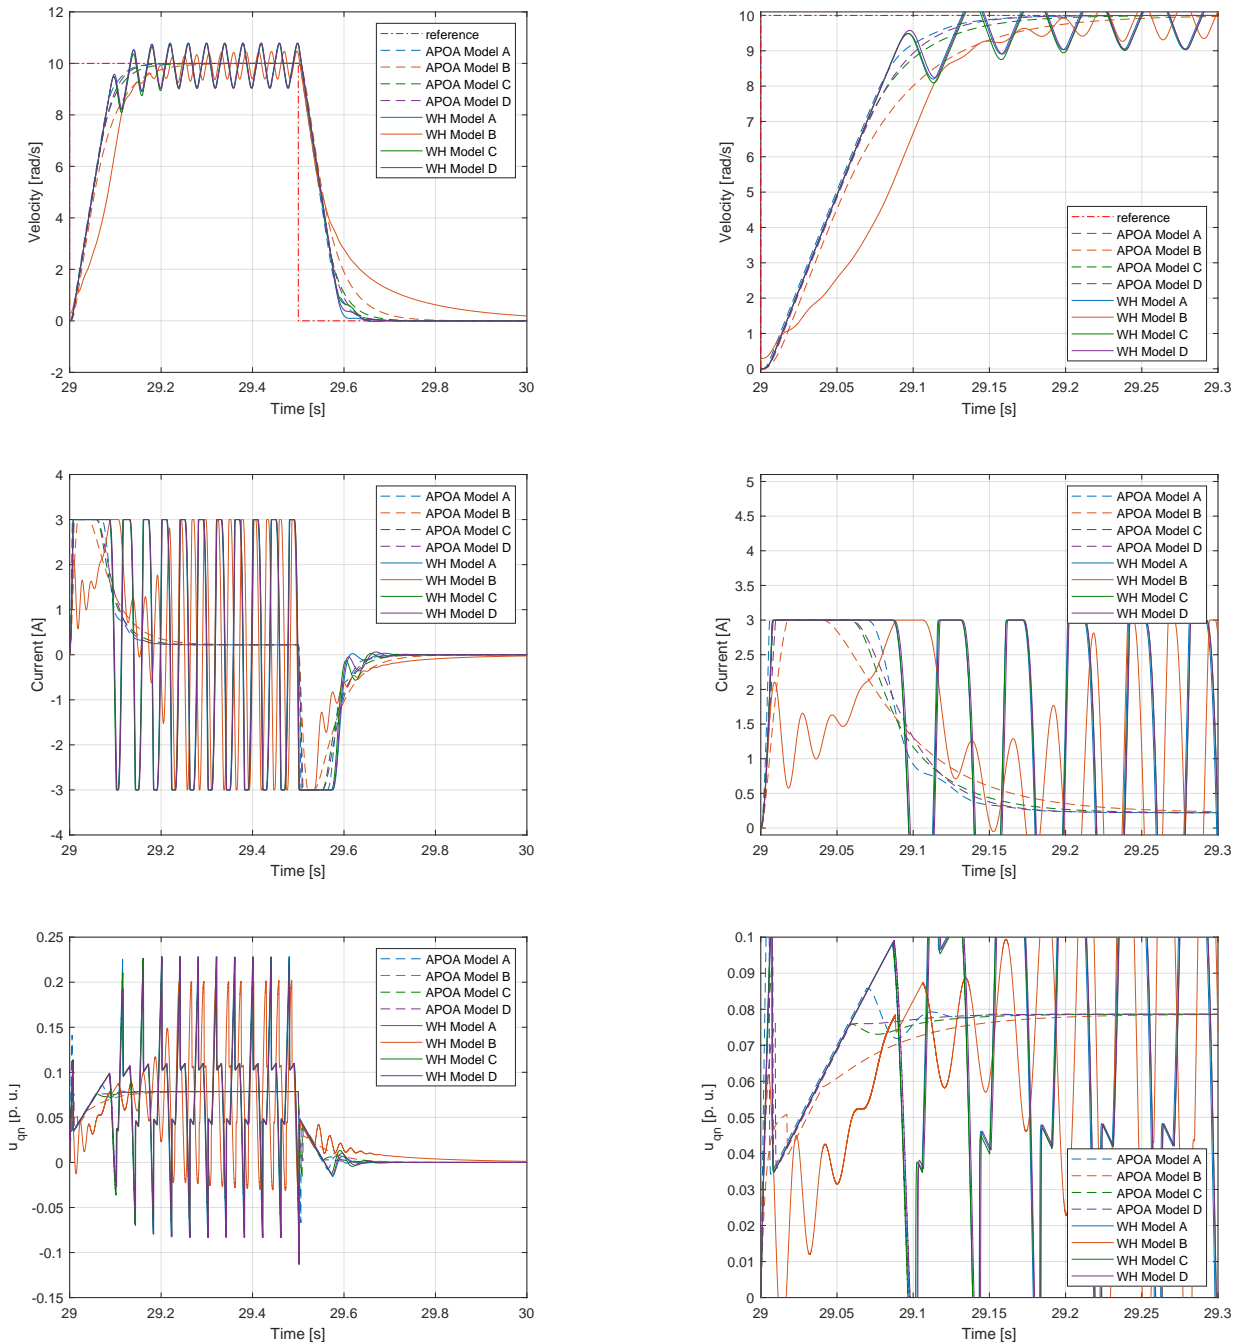 12
10
8
6
4
2
0
-2
Velocity [rad/s]
29
29.2
29.4
29.6
29.8
30
Time [s]
reference
APOA Model A
APOA Model B
APOA Model C
APOA Model D
WH Model A
WH Model B
WH Model C
WH Model D
10
9
8
7
6
5
4
3
2
1
0
Velocity [rad/s]
29
29.05
29.1
29.15
29.2
29.25
29.3
Time [s]
reference
APOA Model A
APOA Model B
APOA Model C
APOA Model D
WH Model A
WH Model B
WH Model C
WH Model D
4
3
2
1
0
-1
-2
-3
-4
Current [A]
29
29.2
29.4
29.6
29.8
30
Time [s]
APOA Model A
APOA Model B
APOA Model C
APOA Model D
WH Model A
WH Model B
WH Model C
WH Model D
5
4.5
4
3.5
3
2.5
2
1.5
1
0.5
0
Current [A]
29
29.05
29.1
29.15
29.2
29.25
29.3
Time [s]
APOA Model A
APOA Model B
APOA Model C
APOA Model D
WH Model A
WH Model B
WH Model C
WH Model D
0.25
0.2
0.15
0.1
0.05
0
-0.05
-0.1
-0.15
u_qn [p. u.]
29
29.2
29.4
29.6
29.8
30
Time [s]
APOA Model A
APOA Model B
APOA Model C
APOA Model D
WH Model A
WH Model B
WH Model C
WH Model D
0.1
0.09
0.08
0.07
0.06
0.05
0.04
0.03
0.02
0.01
0
u_qn [p. u.]
29
29.05
29.1
29.15
29.2
29.25
29.3
Time [s]
APOA Model A
APOA Model B
APOA Model C
APOA Model D
WH Model A
WH Model B
WH Model C
WH Model D